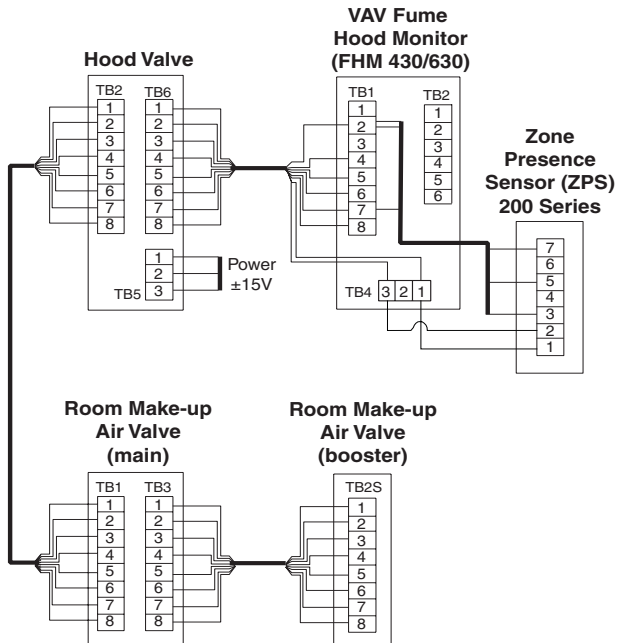 VAV Fume
Hood Monitor
(FHM 430/630)
Hood Valve
TB2 TB6
1 1
2 2
3 3
4 4
5 5
6 6
7 7
8 8
1
2
3
TB5
Power
±15V
TB1 TB2
1 1
2 2
3 3
4 4
5 5
6 6
7
8
TB4 3 2 1
Zone
Presence
Sensor (ZPS)
200 Series
7
6
5
4
3
2
1
Room Make-up
Air Valve
(main)
TB1 TB3
1 1
2 2
3 3
4 4
5 5
6 6
7 7
8 8
Room Make-up
Air Valve
(booster)
TB2S
1
2
3
4
5
6
7
8